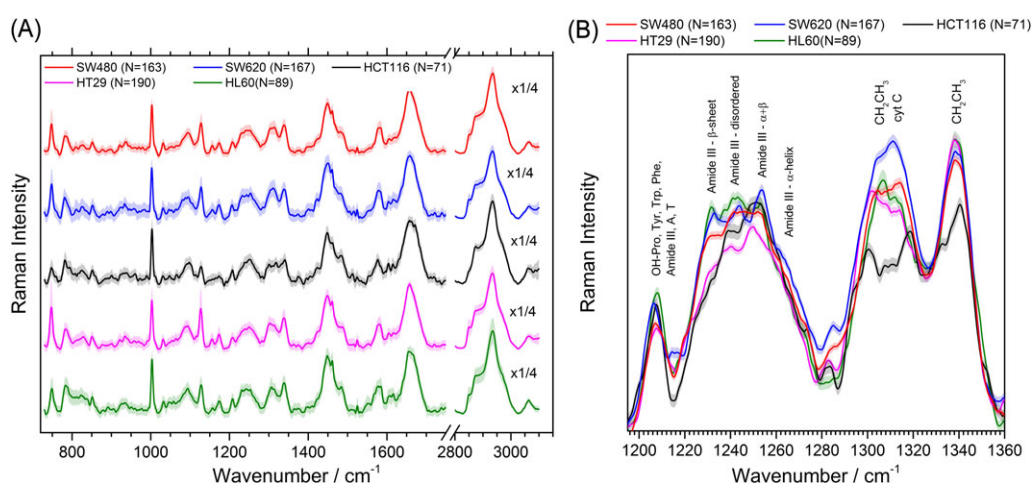 (A)
SW480 (N=163)
SW620 (N=167)
HCT116 (N=71)
HT29 (N=190)
HL60(N=89)
x1/4
x1/4
x1/4
x1/4
x1/4
Raman Intensity
800
1000
1200
1400
1600
2800
3000
Wavenumber / cm-1
(B)
SW480 (N=163)
SW620 (N=167)
HCT116 (N=71)
HT29 (N=190)
HL60(N=89)
OH-Pro, Tyr, Trp, Phe,
Amide III, A, T
Amide III - β-sheet
Amide III - disordered
Amide III - α+β
Amide III - α-helix
CH2CH3
cyt C
CH2CH3
Raman Intensity
1200
1220
1240
1260
1280
1300
1320
1340
1360
Wavenumber / cm-1